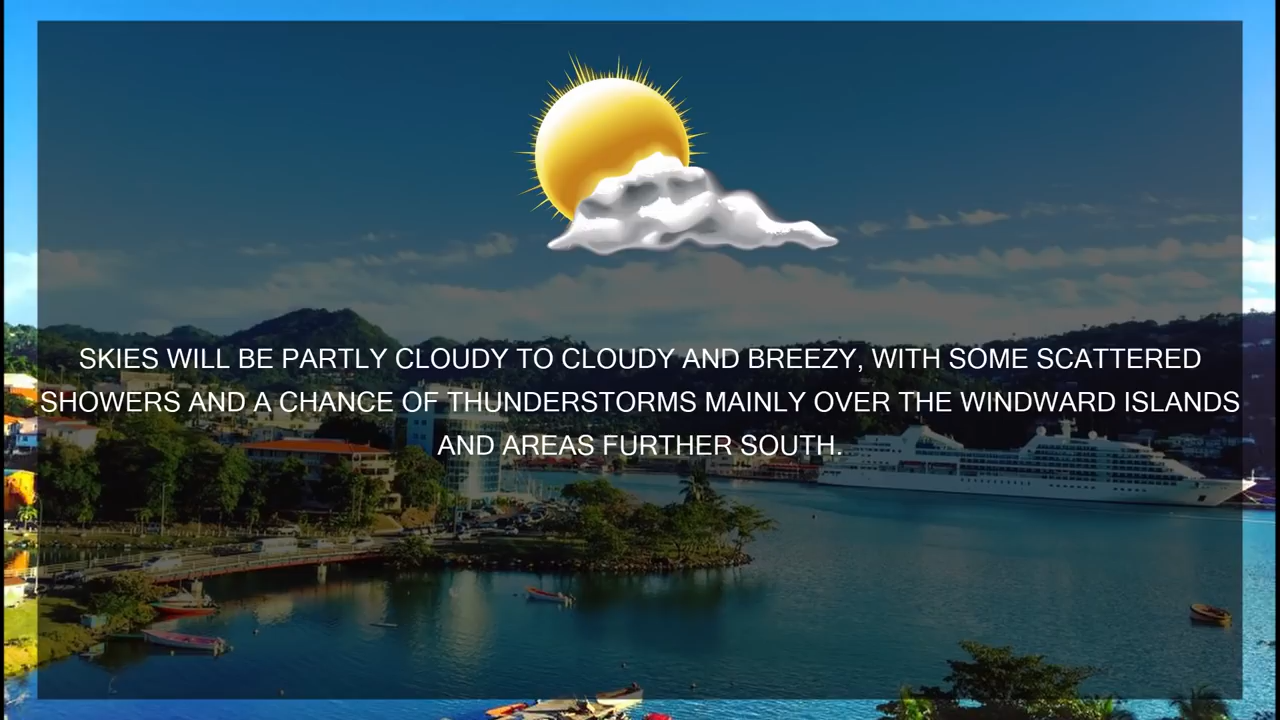 SKIES WILL BE PARTLY CLOUDY TO CLOUDY AND BREEZY, WITH SOME SCATTERED
SHOWERS AND A CHANCE OF THUNDERSTORMS MAINLY OVER THE WINDWARD ISLANDS
AND AREAS FURTHER SOUTH.